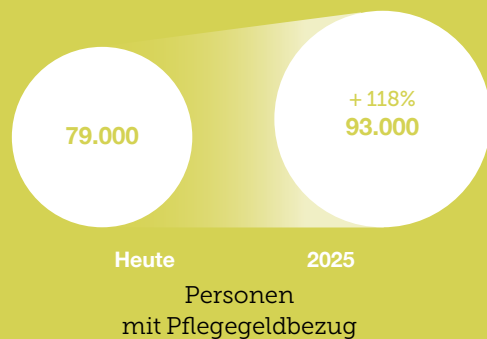 79.000
+ 118%
93.000
Heute
2025
Personen
mit Pflegegeldbezug